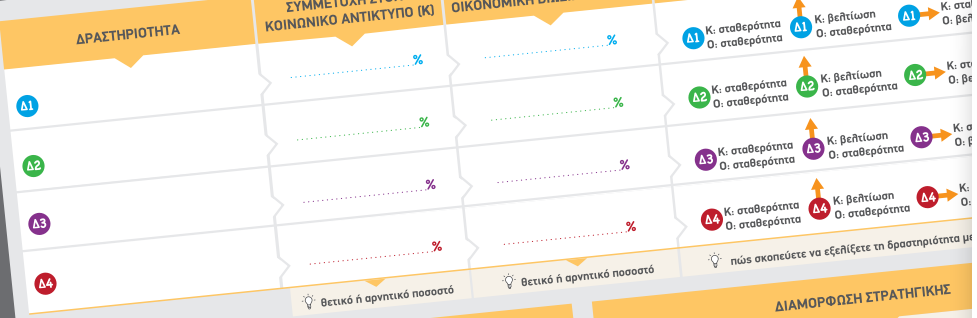 ΔΡΑΣΤΗΡΙΟΤΗΤΑ
ΣΥΜΜΕΤΟΧΗ
ΚΟΙΝΩΝΙΚΟ ΑΝΤΙΚΤΥΠΟ (Κ)
ΟΙΚΟΝΟΜΙΚΗ
Δ1
%
%
Δ1 Κ: σταθερότητα
Ο: σταθερότητα
Δ1 Κ: βελτίωση
Ο: σταθερότητα
Δ1 Κ:
Ο:
Δ2
%
%
Δ2 Κ: σταθερότητα
Ο: σταθερότητα
Δ2 Κ: βελτίωση
Ο: σταθερότητα
Δ2 Κ:
Ο:
Δ3
%
%
Δ3 Κ: σταθερότητα
Ο: σταθερότητα
Δ3 Κ: βελτίωση
Ο: σταθερότητα
Δ3 Κ:
Ο:
Δ4
%
%
Δ4 Κ: σταθερότητα
Ο: σταθερότητα
Δ4 Κ: βελτίωση
Ο: σταθερότητα
Δ4 Κ:
Ο:
θετικό ή αρνητικό ποσοστό
θετικό ή αρνητικό ποσοστό
πώς σκοπεύετε να εξελίξετε τη δραστηριότητα
ΔΙΑΜΟΡΦΩΣΗ ΣΤΡΑΤΗΓΙΚΗΣ